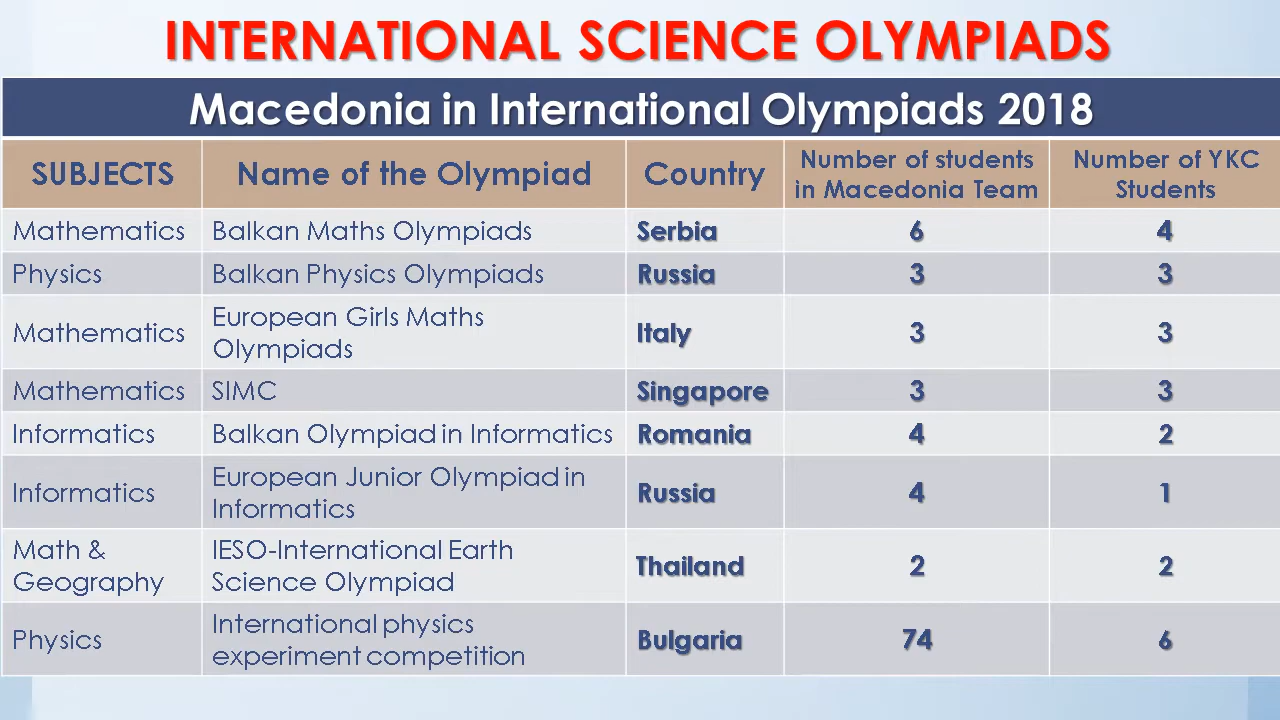 INTERNATIONAL SCIENCE OLYMPIADS
Macedonia in International Olympiads 2018
SUBJECTS Name of the Olympiad Country Number of students in Macedonia Team Number of YKC Students
Mathematics Balkan Maths Olympiads Serbia 6 4
Physics Balkan Physics Olympiads Russia 3 3
Mathematics European Girls Maths Olympiads Italy 3 3
Mathematics SIMC Singapore 3 3
Informatics Balkan Olympiad in Informatics Romania 4 2
Informatics European Junior Olympiad in Informatics Russia 4 1
Math & Geography IESO-International Earth Science Olympiad Thailand 2 2
Physics International physics experiment competition Bulgaria 74 6